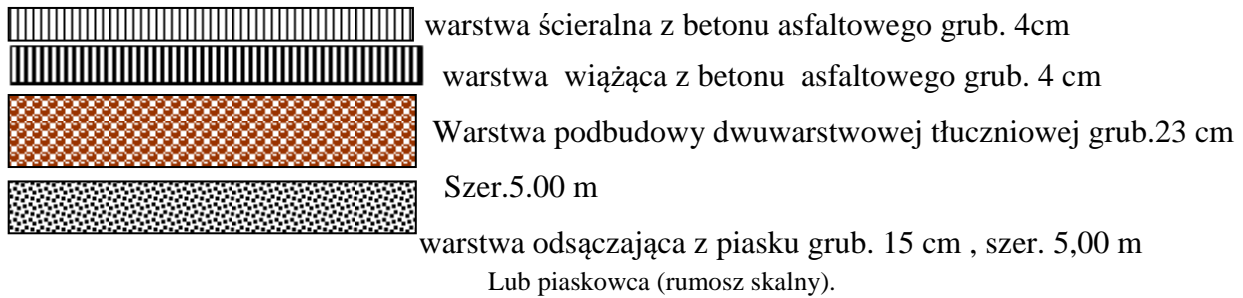 warstwa ścieralna z betonu asfaltowego grub. 4cm
warstwa wiążąca z betonu asfaltowego grub. 4 cm
Warstwa podbudowy dwuwarstwowej tłuczniowej grub.23 cm
Szer.5.00 m
warstwa odsączająca z piasku grub. 15 cm , szer. 5,00 m
Lub piaskowca (rumosz skalny).